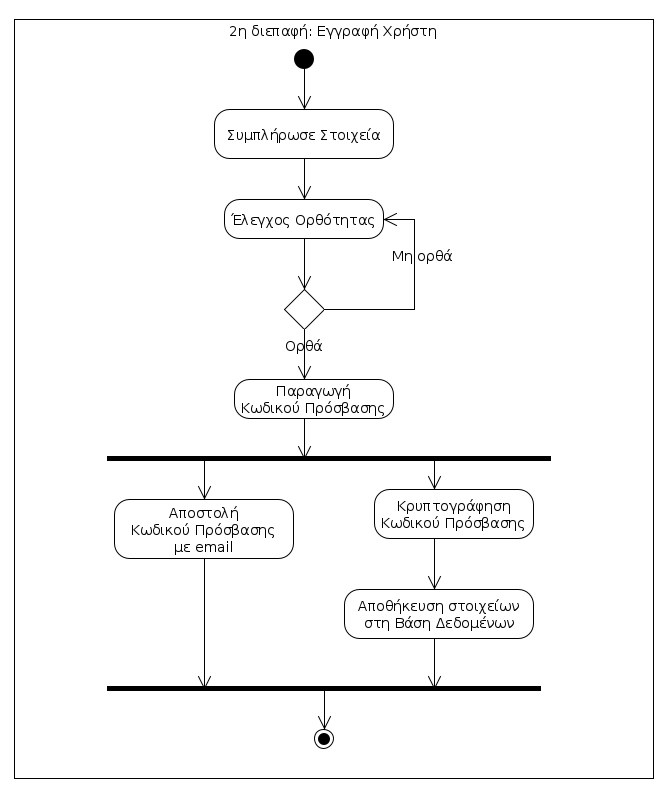 2η διεπαφή: Εγγραφή Χρήστη
Συμπλήρωσε Στοιχεία
Έλεγχος Ορθότητας
Μη ορθά
Ορθά
Παραγωγή
Κωδικού Πρόσβασης
Αποστολή
Κωδικού Πρόσβασης
με email
Κρυπτογράφηση
Κωδικού Πρόσβασης
Αποθήκευση στοιχείων
στη Βάση Δεδομένων